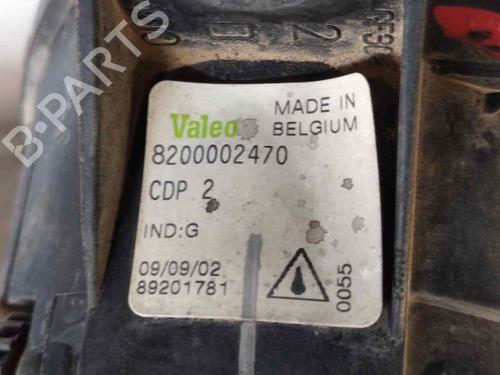 Valeo
MADE IN
BELGIUM
8200002470
CDP 2
IND:G
09/09/02
89201781
0055
B-PARTS